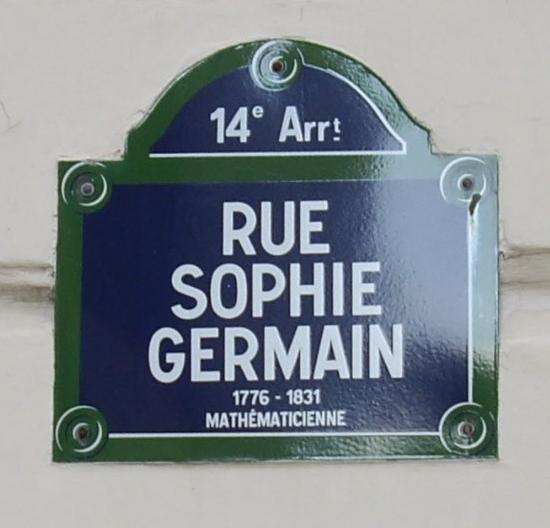 14e Arrt
RUE
SOPHIE
GERMAIN
1776 - 1831
MATHÉMATICIENNE